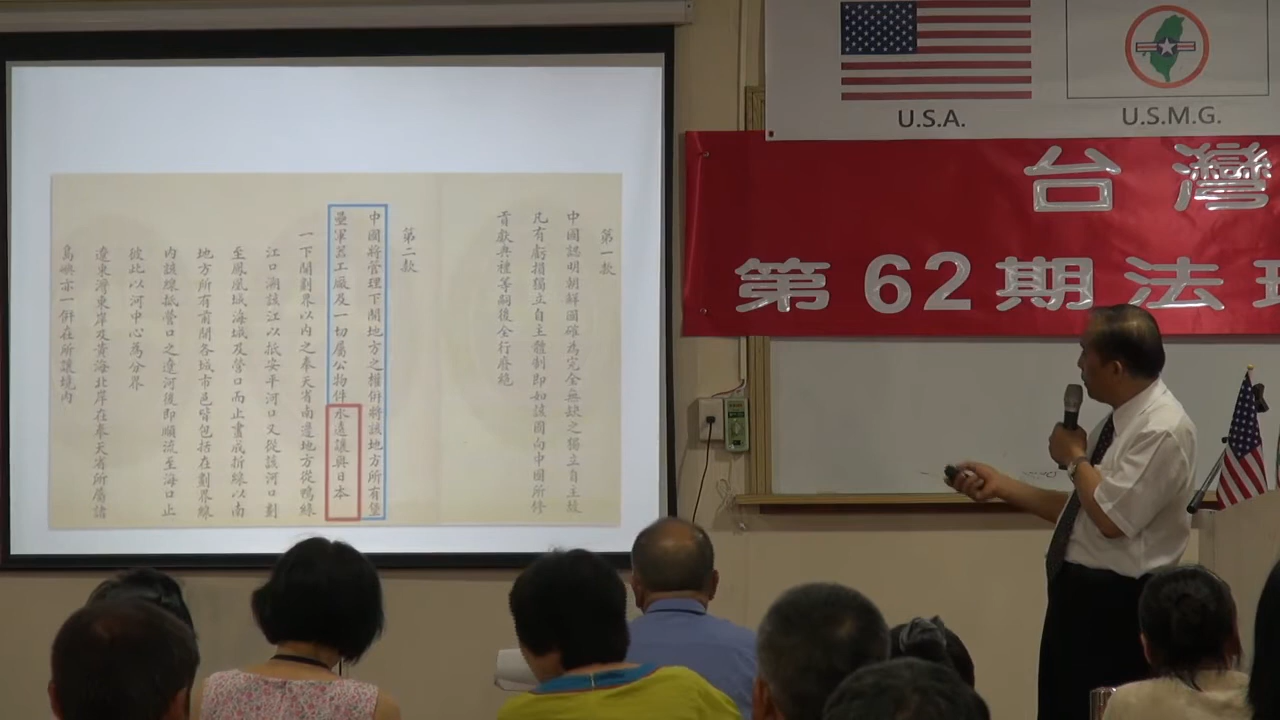 第一款
中國認明朝鮮國確為完全無缺之獨立自主故
凡有虧損獨立自主體制即如該國向中國所修
貢獻典禮等嗣後全行廢絕
第二款
中國將管理下開地方之權併將該地方所有堡
壘軍器工廠及一切屬公物件永遠讓與日本
一下開劃界以內之奉天省南邊地方從鴨綠
江口溯該江以抵安平河口又從該河口劃
至鳳凰城海城及營口而止畫成折線以南
地方所有前開各城市邑皆包括在劃界線
內該線抵營口之遼河後即順流至海口止
彼此以河中心為分界
遼東灣東岸及黃海北岸在奉天省所屬諸
島嶼亦一併在所讓境內
U.S.A.
U.S.M.G.
台灣
第62期法理